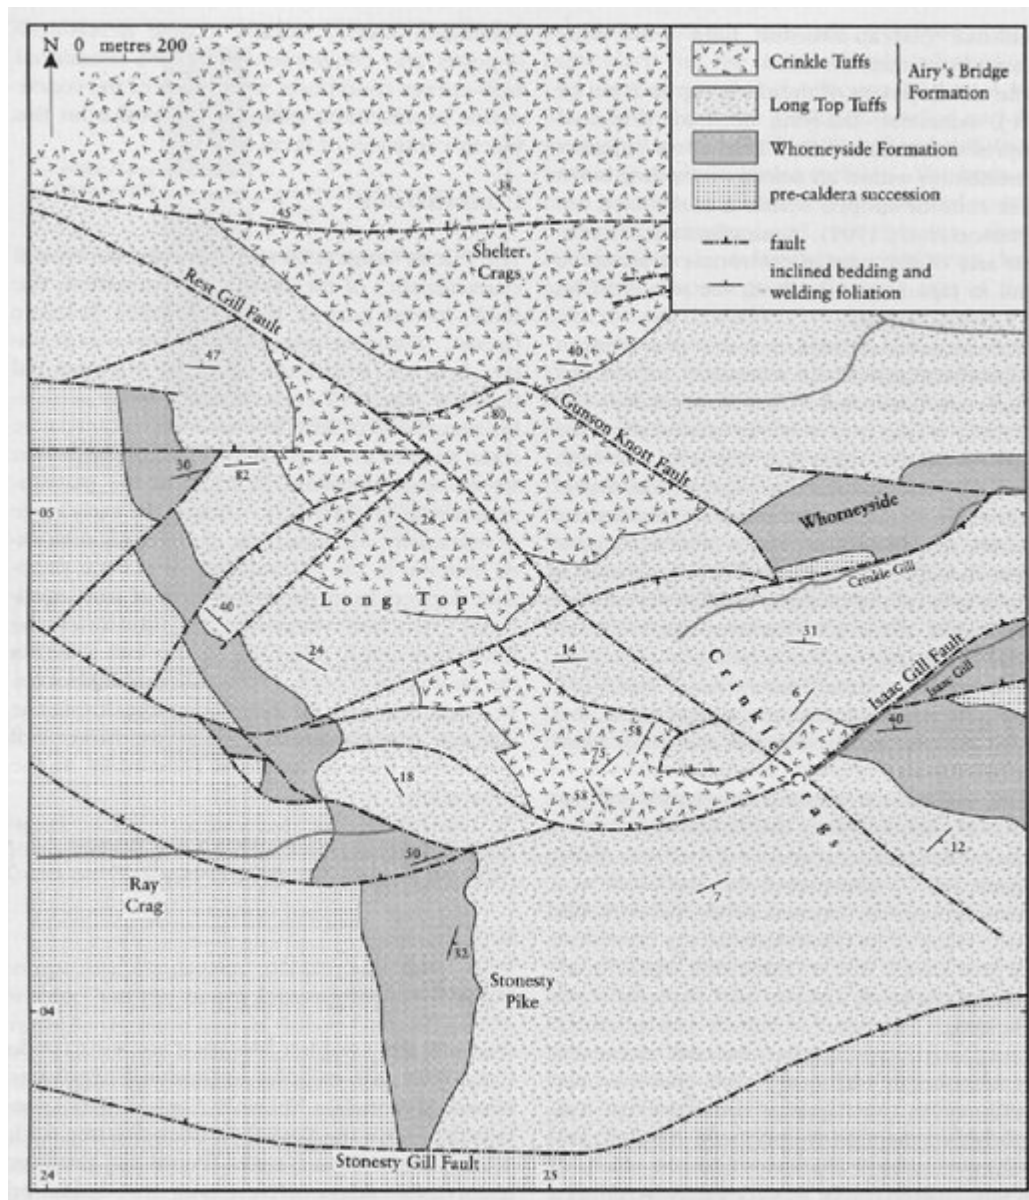 N 0 metres 200
Crinkle Tuffs
Airy's Bridge
Formation
Long Top Tuffs
Whorneyside Formation
pre-caldera succession
fault
inclined bedding and
welding foliation
38
45
Shelter
Crags
Rest Gill Fault
47
40
80
Gunson Knott Fault
30
82
05
26
Whorneyside
Crinkle Gill
Long Top
40
24
14
31
Crinkle Crags
6
Isaac Gill Fault
Isaac Gill
40
58
75
18
58
50
12
Ray
Crag
7
32
Stonesty
Pike
04
Stonesty Gill Fault
24
25